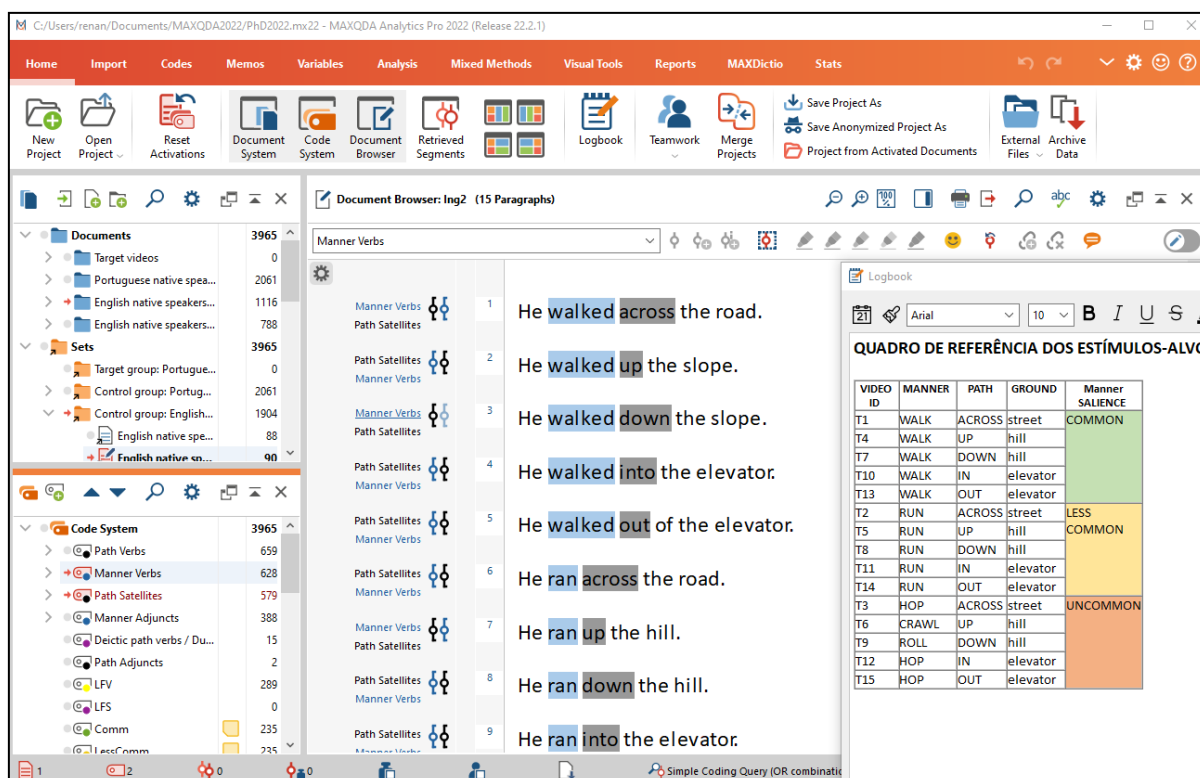 C:/Users/renan/Documents/MAXQDA2022/PhD2022.mx22 - MAXQDA Analytics Pro 2022 (Release 22.2.1)
Home Import Codes Memos Variables Analysis Mixed Methods Visual Tools Reports MAXDictio Stats
New Project
Open Project
Reset Activations
Document System
Code System
Document Browser
Retrieved Segments
Logbook
Teamwork
Merge Projects
Save Project As
Save Anonymized Project As
Project from Activated Documents
External Files
Archive Data
Documents 3965
Target videos 0
Portuguese native spea... 2061
English native speakers... 1116
English native speakers... 788
Sets 3965
Target group: Portugue... 0
Control group: Portug... 2061
Control group: English... 1904
English native spe... 88
English native sp... 90
Code System 3965
Path Verbs 659
Manner Verbs 628
Path Satellites 579
Manner Adjuncts 388
Deictic path verbs / Du... 15
Path Adjuncts 2
LFV 289
LFS 0
Comm 235
LessComm 235
Document Browser: Ing2 (15 Paragraphs)
100 %
abc
Manner Verbs
Manner Verbs
Path Satellites
1 He walked across the road.
Path Satellites
Manner Verbs
2 He walked up the slope.
Manner Verbs
Path Satellites
3 He walked down the slope.
Path Satellites
Manner Verbs
4 He walked into the elevator.
Path Satellites
Manner Verbs
5 He walked out of the elevator.
Path Satellites
Manner Verbs
6 He ran across the road.
Manner Verbs
Path Satellites
7 He ran up the hill.
Path Satellites
Manner Verbs
8 He ran down the hill.
Path Satellites
Manner Verbs
9 He ran into the elevator.
Logbook
21 Arial 10 B I U S
QUADRO DE REFERÊNCIA DOS ESTÍMULOS-ALVO
VIDEO ID MANNER PATH GROUND Manner SALIENCE
T1 WALK ACROSS street COMMON
T4 WALK UP hill
T7 WALK DOWN hill
T10 WALK IN elevator
T13 WALK OUT elevator
T2 RUN ACROSS street LESS COMMON
T5 RUN UP hill
T8 RUN DOWN hill
T11 RUN IN elevator
T14 RUN OUT elevator
T3 HOP ACROSS street UNCOMMON
T6 CRAWL UP hill
T9 ROLL DOWN hill
T12 HOP IN elevator
T15 HOP OUT elevator
1 2 0 0 Simple Coding Query (OR combinatio